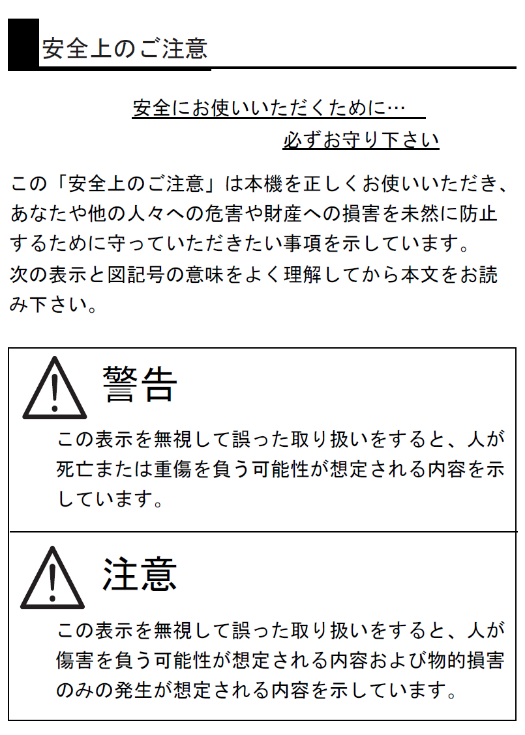 安全上のご注意
安全にお使いいただくために…
必ずお守り下さい
この「安全上のご注意」は本機を正しくお使いいただき、
あなたや他の人々への危害や財産への損害を未然に防止
するために守っていただきたい事項を示しています。
次の表示と図記号の意味をよく理解してから本文をお読
み下さい。
警告
この表示を無視して誤った取り扱いをすると、人が
死亡または重傷を負う可能性が想定される内容を示
しています。
注意
この表示を無視して誤った取り扱いをすると、人が
傷害を負う可能性が想定される内容および物的損害
のみの発生が想定される内容を示しています。